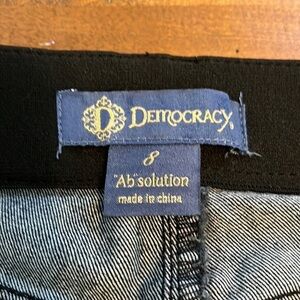 D DEMOCRACY
8
"Ab"solution
made in china